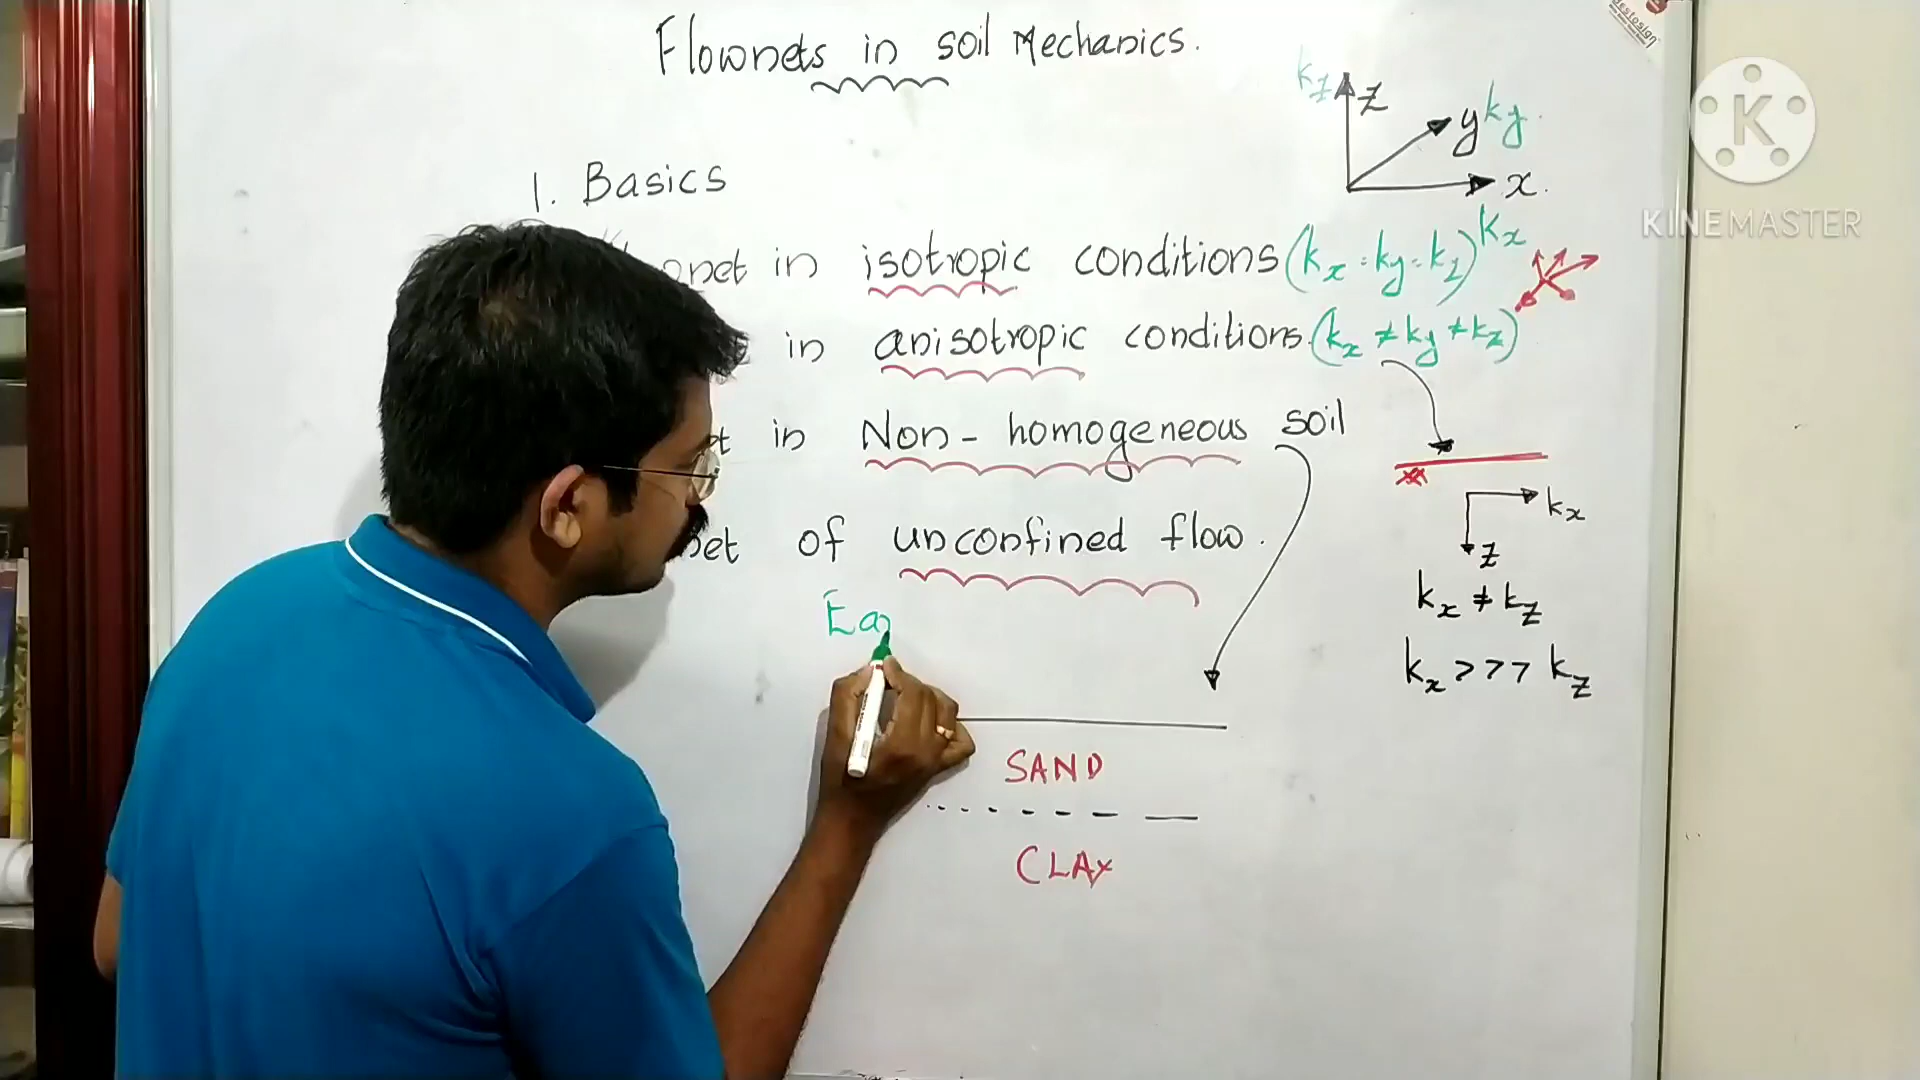 Flownets in soil Mechanics.
kz z
y ky.
x.
kx
1. Basics
in isotropic conditions (kx = ky = kz)
in anisotropic conditions. (kx ≠ ky ≠ kz)
in Non-homogeneous soil
of unconfined flow.
kx
z
kx ≠ kz
kx >>> kz
SAND
CLAY
K
KINEMASTER